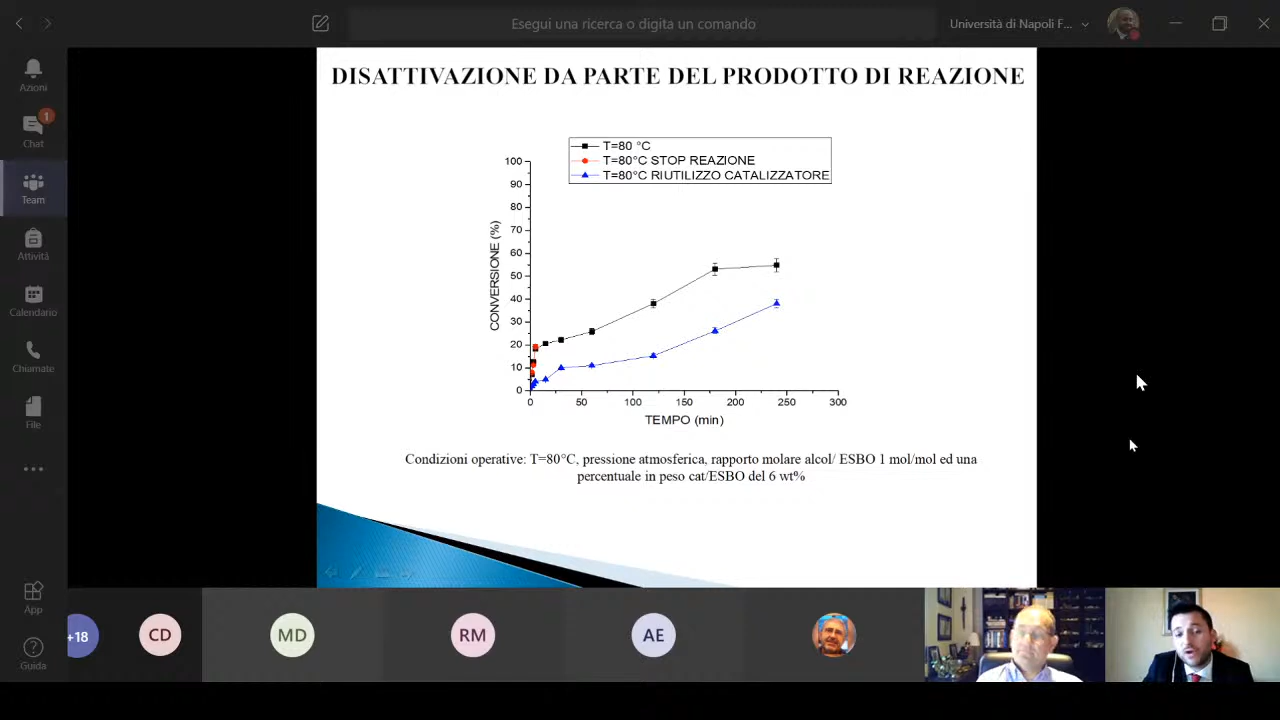 Esegui una ricerca o digita un comando
Università di Napoli F...
Azioni
Chat
1
Team
Attività
Calendario
Chiamate
File
App
Guida
DISATTIVAZIONE DA PARTE DEL PRODOTTO DI REAZIONE
T=80 °C
T=80°C STOP REAZIONE
T=80°C RIUTILIZZO CATALIZZATORE
CONVERSIONE (%)
100
90
80
70
60
50
40
30
20
10
0
0 50 100 150 200 250 300
TEMPO (min)
Condizioni operative: T=80°C, pressione atmosferica, rapporto molare alcol/ ESBO 1 mol/mol ed una
percentuale in peso cat/ESBO del 6 wt%
+18
CD
MD
RM
AE